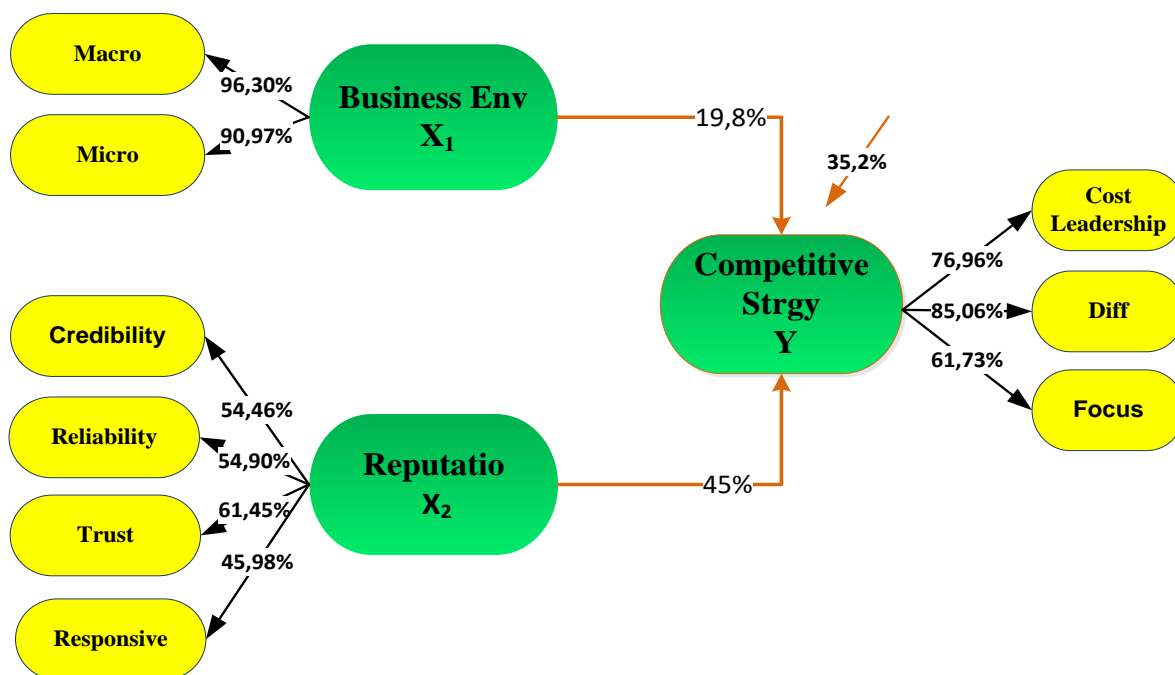 Macro
96,30%
90,97%
Micro
Business Env
X₁
19,8%
35,2%
Cost
Leadership
76,96%
Competitive
Strgy
Y
85,06%
Diff
61,73%
Focus
Credibility
54,46%
Reliability
54,90%
Reputatio
X₂
45%
61,45%
Trust
45,98%
Responsive